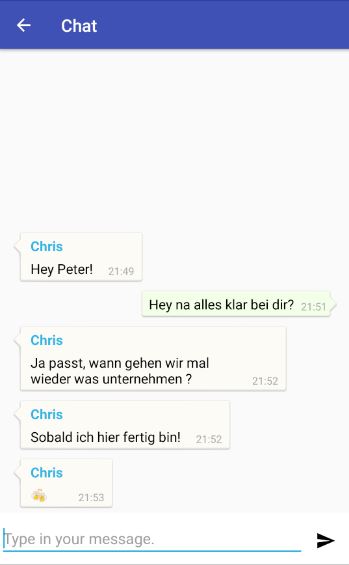 Chat
Chris
Hey Peter! 21:49
Hey na alles klar bei dir? 21:51
Chris
Ja passt, wann gehen wir mal
wieder was unternehmen ? 21:52
Chris
Sobald ich hier fertig bin! 21:52
Chris
🍻 21:53
Type in your message.